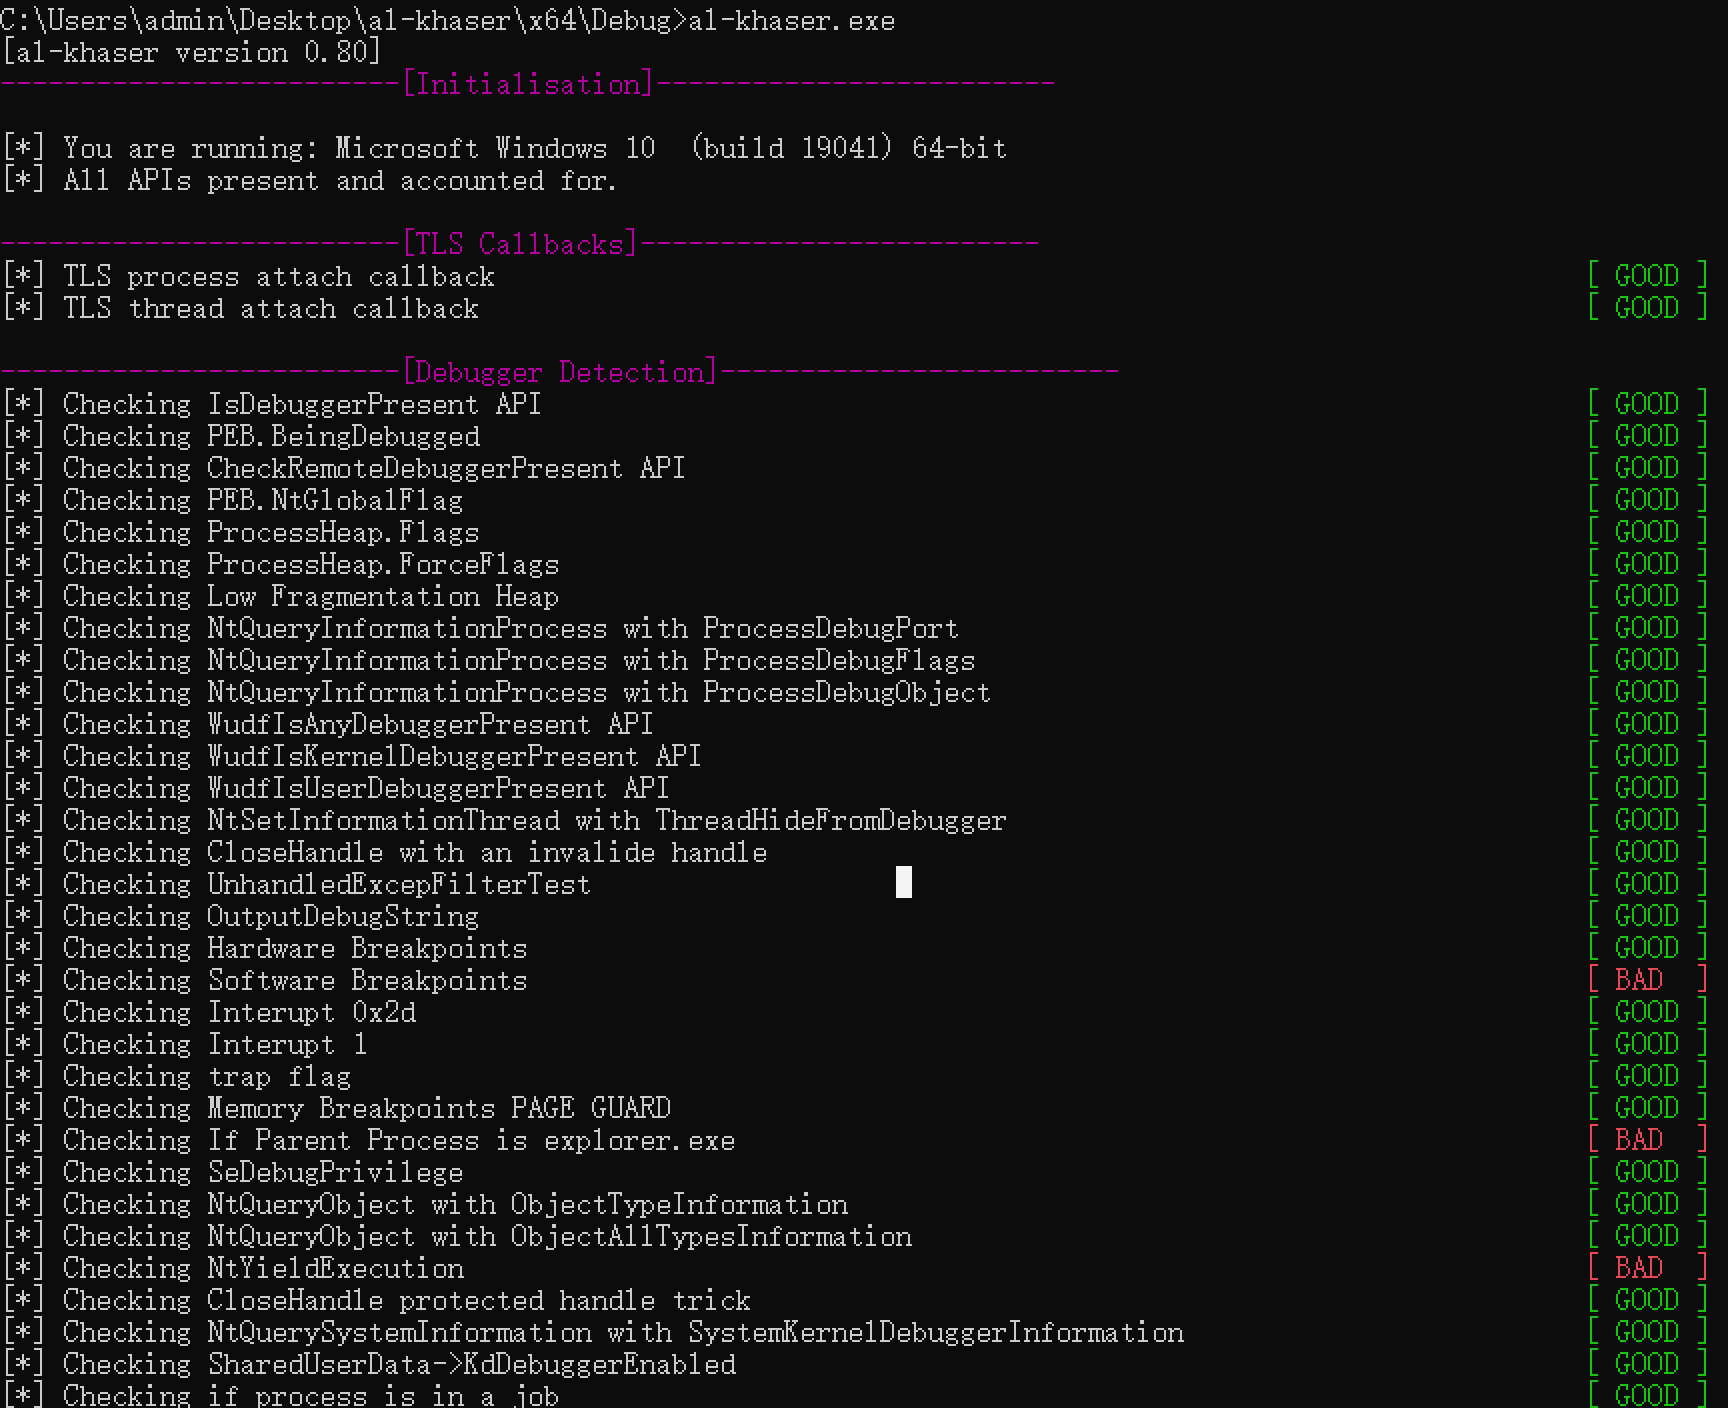 C:\Users\admin\Desktop\al-khaser\x64\Debug>al-khaser.exe
[al-khaser version 0.80]
-------------------------[Initialisation]-------------------------
[*] You are running: Microsoft Windows 10  (build 19041) 64-bit
[*] All APIs present and accounted for.
-------------------------[TLS Callbacks]-------------------------
[*] TLS process attach callback [ GOOD ]
[*] TLS thread attach callback [ GOOD ]
-------------------------[Debugger Detection]-------------------------
[*] Checking IsDebuggerPresent API [ GOOD ]
[*] Checking PEB.BeingDebugged [ GOOD ]
[*] Checking CheckRemoteDebuggerPresent API [ GOOD ]
[*] Checking PEB.NtGlobalFlag [ GOOD ]
[*] Checking ProcessHeap.Flags [ GOOD ]
[*] Checking ProcessHeap.ForceFlags [ GOOD ]
[*] Checking Low Fragmentation Heap [ GOOD ]
[*] Checking NtQueryInformationProcess with ProcessDebugPort [ GOOD ]
[*] Checking NtQueryInformationProcess with ProcessDebugFlags [ GOOD ]
[*] Checking NtQueryInformationProcess with ProcessDebugObject [ GOOD ]
[*] Checking WudfIsAnyDebuggerPresent API [ GOOD ]
[*] Checking WudfIsKernelDebuggerPresent API [ GOOD ]
[*] Checking WudfIsUserDebuggerPresent API [ GOOD ]
[*] Checking NtSetInformationThread with ThreadHideFromDebugger [ GOOD ]
[*] Checking CloseHandle with an invalide handle [ GOOD ]
[*] Checking UnhandledExcepFilterTest [ GOOD ]
[*] Checking OutputDebugString [ GOOD ]
[*] Checking Hardware Breakpoints [ GOOD ]
[*] Checking Software Breakpoints [ BAD  ]
[*] Checking Interupt 0x2d [ GOOD ]
[*] Checking Interupt 1 [ GOOD ]
[*] Checking trap flag [ GOOD ]
[*] Checking Memory Breakpoints PAGE GUARD [ GOOD ]
[*] Checking If Parent Process is explorer.exe [ BAD  ]
[*] Checking SeDebugPrivilege [ GOOD ]
[*] Checking NtQueryObject with ObjectTypeInformation [ GOOD ]
[*] Checking NtQueryObject with ObjectAllTypesInformation [ GOOD ]
[*] Checking NtYieldExecution [ BAD  ]
[*] Checking CloseHandle protected handle trick [ GOOD ]
[*] Checking NtQuerySystemInformation with SystemKernelDebuggerInformation [ GOOD ]
[*] Checking SharedUserData->KdDebuggerEnabled [ GOOD ]
[*] Checking if process is in a job [ GOOD ]